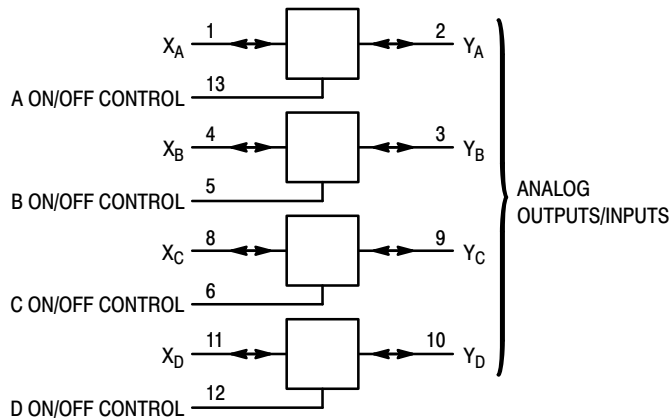 X_A 1 2 Y_A
A ON/OFF CONTROL 13
X_B 4 3 Y_B
B ON/OFF CONTROL 5
ANALOG
OUTPUTS/INPUTS
X_C 8 9 Y_C
C ON/OFF CONTROL 6
X_D 11 10 Y_D
D ON/OFF CONTROL 12